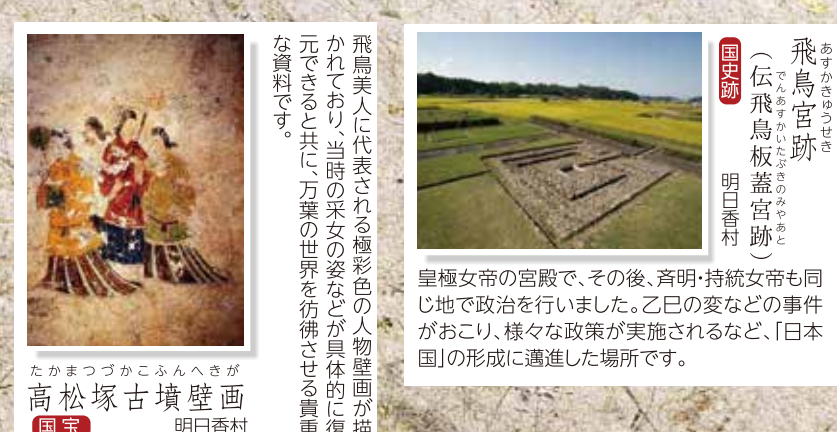 あすかきゅうせき
飛鳥宮跡
でんあすかいたぶきのみやあと
（伝飛鳥板蓋宮跡）
国史跡
明日香村
皇極女帝の宮殿で、その後、斉明・持統女帝も同
じ地で政治を行いました。乙巳の変などの事件
がおこり、様々な政策が実施されるなど、「日本
国」の形成に邁進した場所です。
飛鳥美人に代表される極彩色の人物壁画が描
かれており、当時の采女の姿などが具体的に復
元できると共に、万葉の世界を彷彿させる貴重
な資料です。
たかまつづかこふんへきが
高松塚古墳壁画
国宝
明日香村